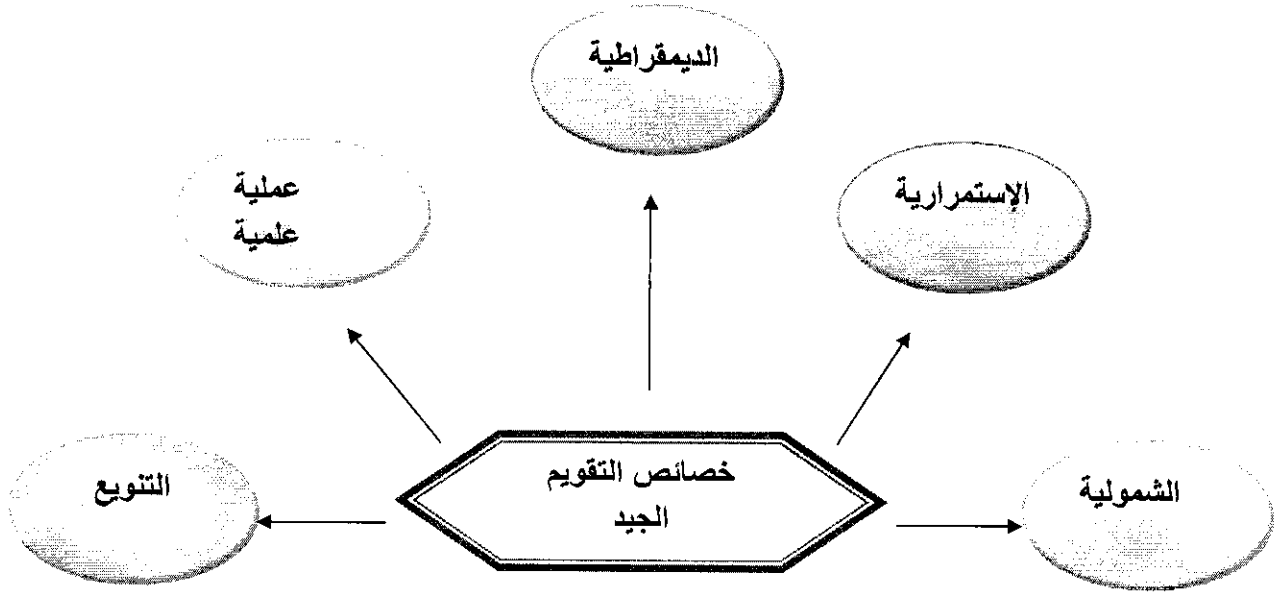 الديمقراطية
الإستمرارية
عملية
علمية
خصائص التقويم
الجيد
الشمولية
التنويع